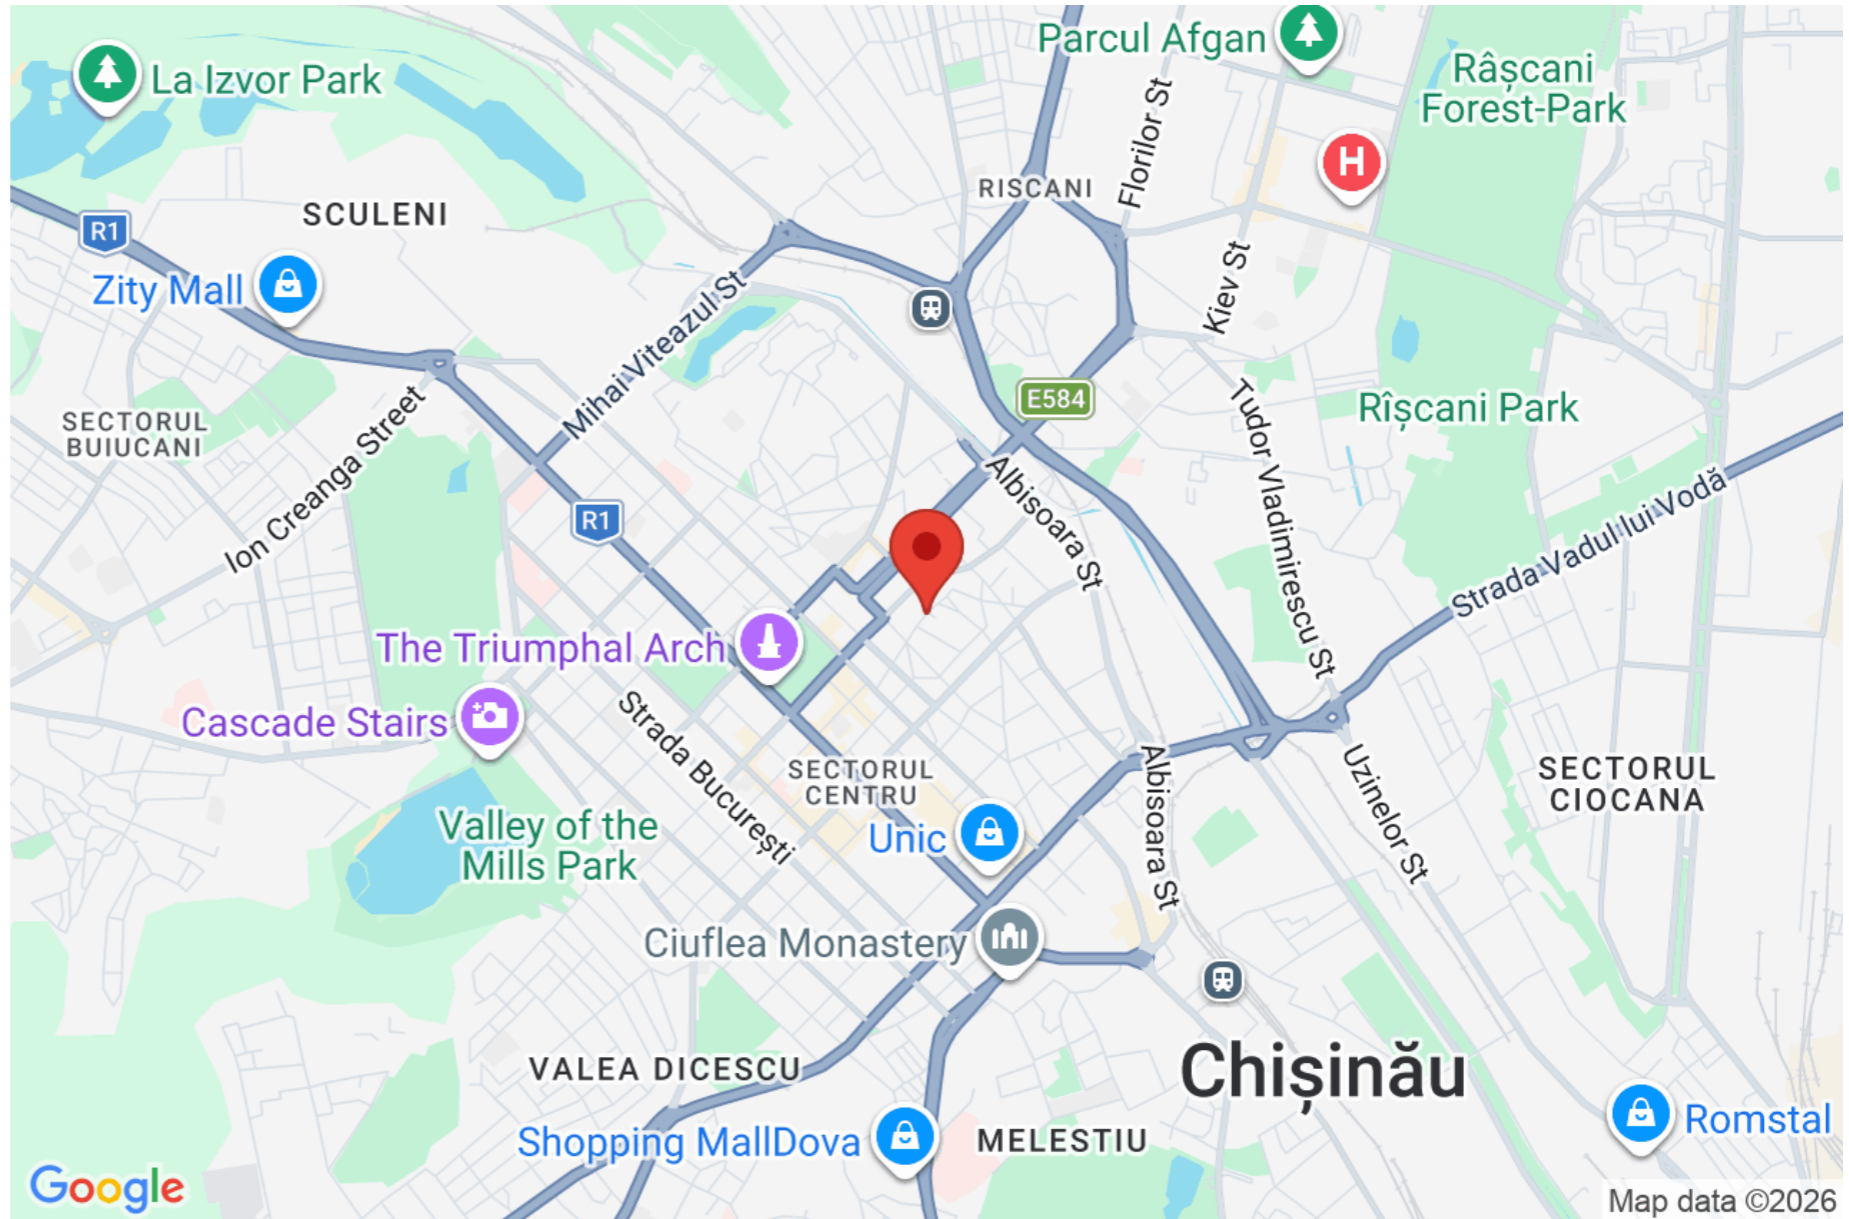 Parcul Afgan
La Izvor Park
Râșcani
Forest-Park
Florilor St
H
RISCANI
SCULENI
R1
Zity Mall
Kiev St
Mihai Viteazul St
E584
Rîșcani Park
SECTORUL
BUIUCANI
Ion Creanga Street
Tudor Vladimirescu St
Albisoara St
R1
Strada Vadul lui Vodă
The Triumphal Arch
Cascade Stairs
Strada București
SECTORUL
CENTRU
Albisoara St
Uzinelor St
SECTORUL
CIOCANA
Valley of the
Mills Park
Unic
Ciuflea Monastery
VALEA DICESCU
Chișinău
Shopping MallDova
MELESTIU
Romstal
Google
Map data ©2026